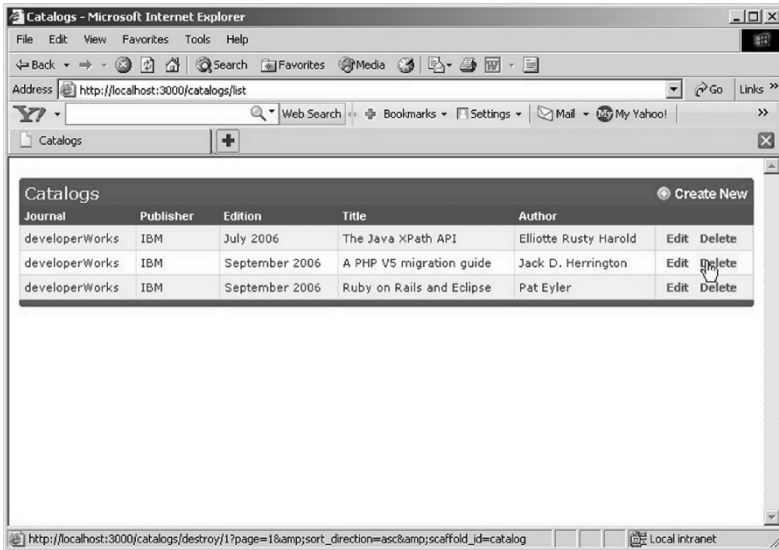 Catalogs - Microsoft Internet Explorer
File Edit View Favorites Tools Help
Back Search Favorites Media
Address http://localhost:3000/catalogs/list Go Links »
Y7 Web Search Bookmarks Settings Mail My My Yahoo! »
Catalogs
Catalogs Create New
Journal Publisher Edition Title Author
developerWorks IBM July 2006 The Java XPath API Elliotte Rusty Harold Edit Delete
developerWorks IBM September 2006 A PHP V5 migration guide Jack D. Herrington Edit Delete
developerWorks IBM September 2006 Ruby on Rails and Eclipse Pat Eyler Edit Delete
http://localhost:3000/catalogs/destroy/1?page=1&amp;sort_direction=asc&amp;scaffold_id=catalog Local intranet